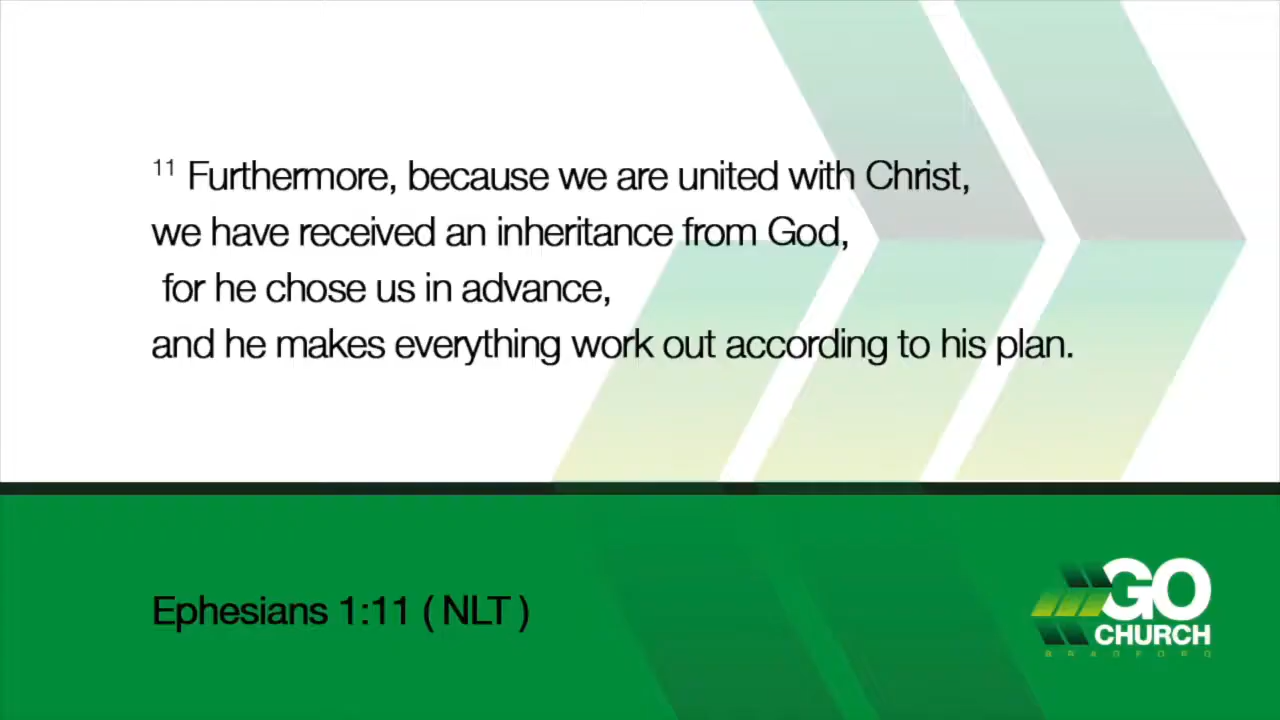 11 Furthermore, because we are united with Christ,
we have received an inheritance from God,
for he chose us in advance,
and he makes everything work out according to his plan.
Ephesians 1:11 ( NLT )
GO
CHURCH
BRADFORD